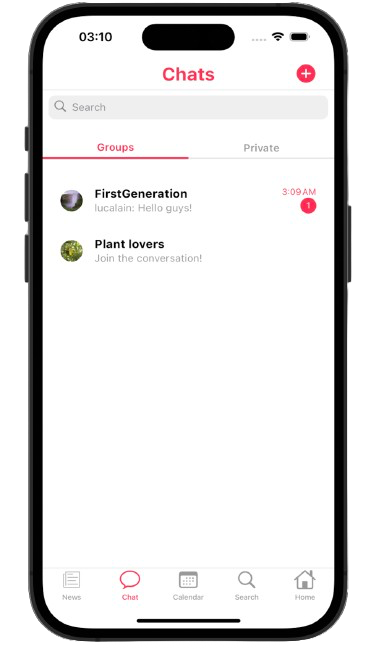 03:10
Chats
Search
Groups Private
FirstGeneration 3:09 AM
lucalain: Hello guys! 1
Plant lovers
Join the conversation!
News Chat Calendar Search Home